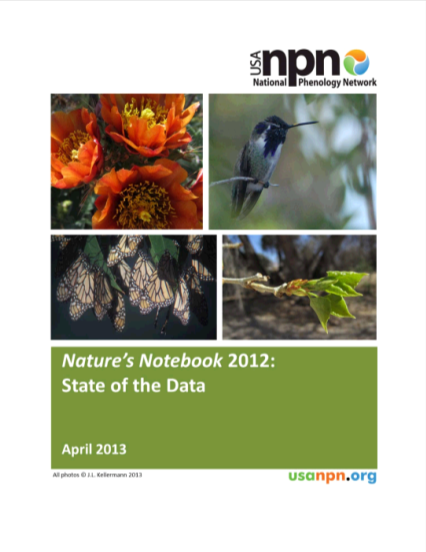 USA npn
National Phenology Network
Nature's Notebook 2012:
State of the Data
April 2013
All photos © J.L. Kellermann 2013
usanpn.org